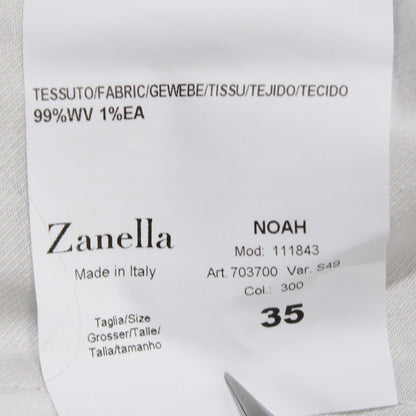 TESSUTO/FABRIC/GEWEBE/TISSU/TEJIDO/TECIDO
99%WV 1%EA
Zanella
Made in Italy
NOAH
Mod: 111843
Art. 703700 Var. S49
Col.: 300
35
Taglia/Size
Grosser/Talle/
Talla/tamanho